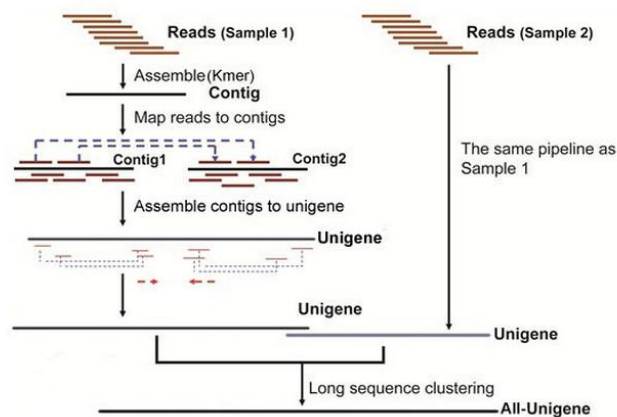 Reads (Sample 1)
Reads (Sample 2)
Assemble(Kmer)
Contig
Map reads to contigs
Contig1
Contig2
The same pipeline as
Sample 1
Assemble contigs to unigene
Unigene
Unigene
Unigene
Long sequence clustering
All-Unigene